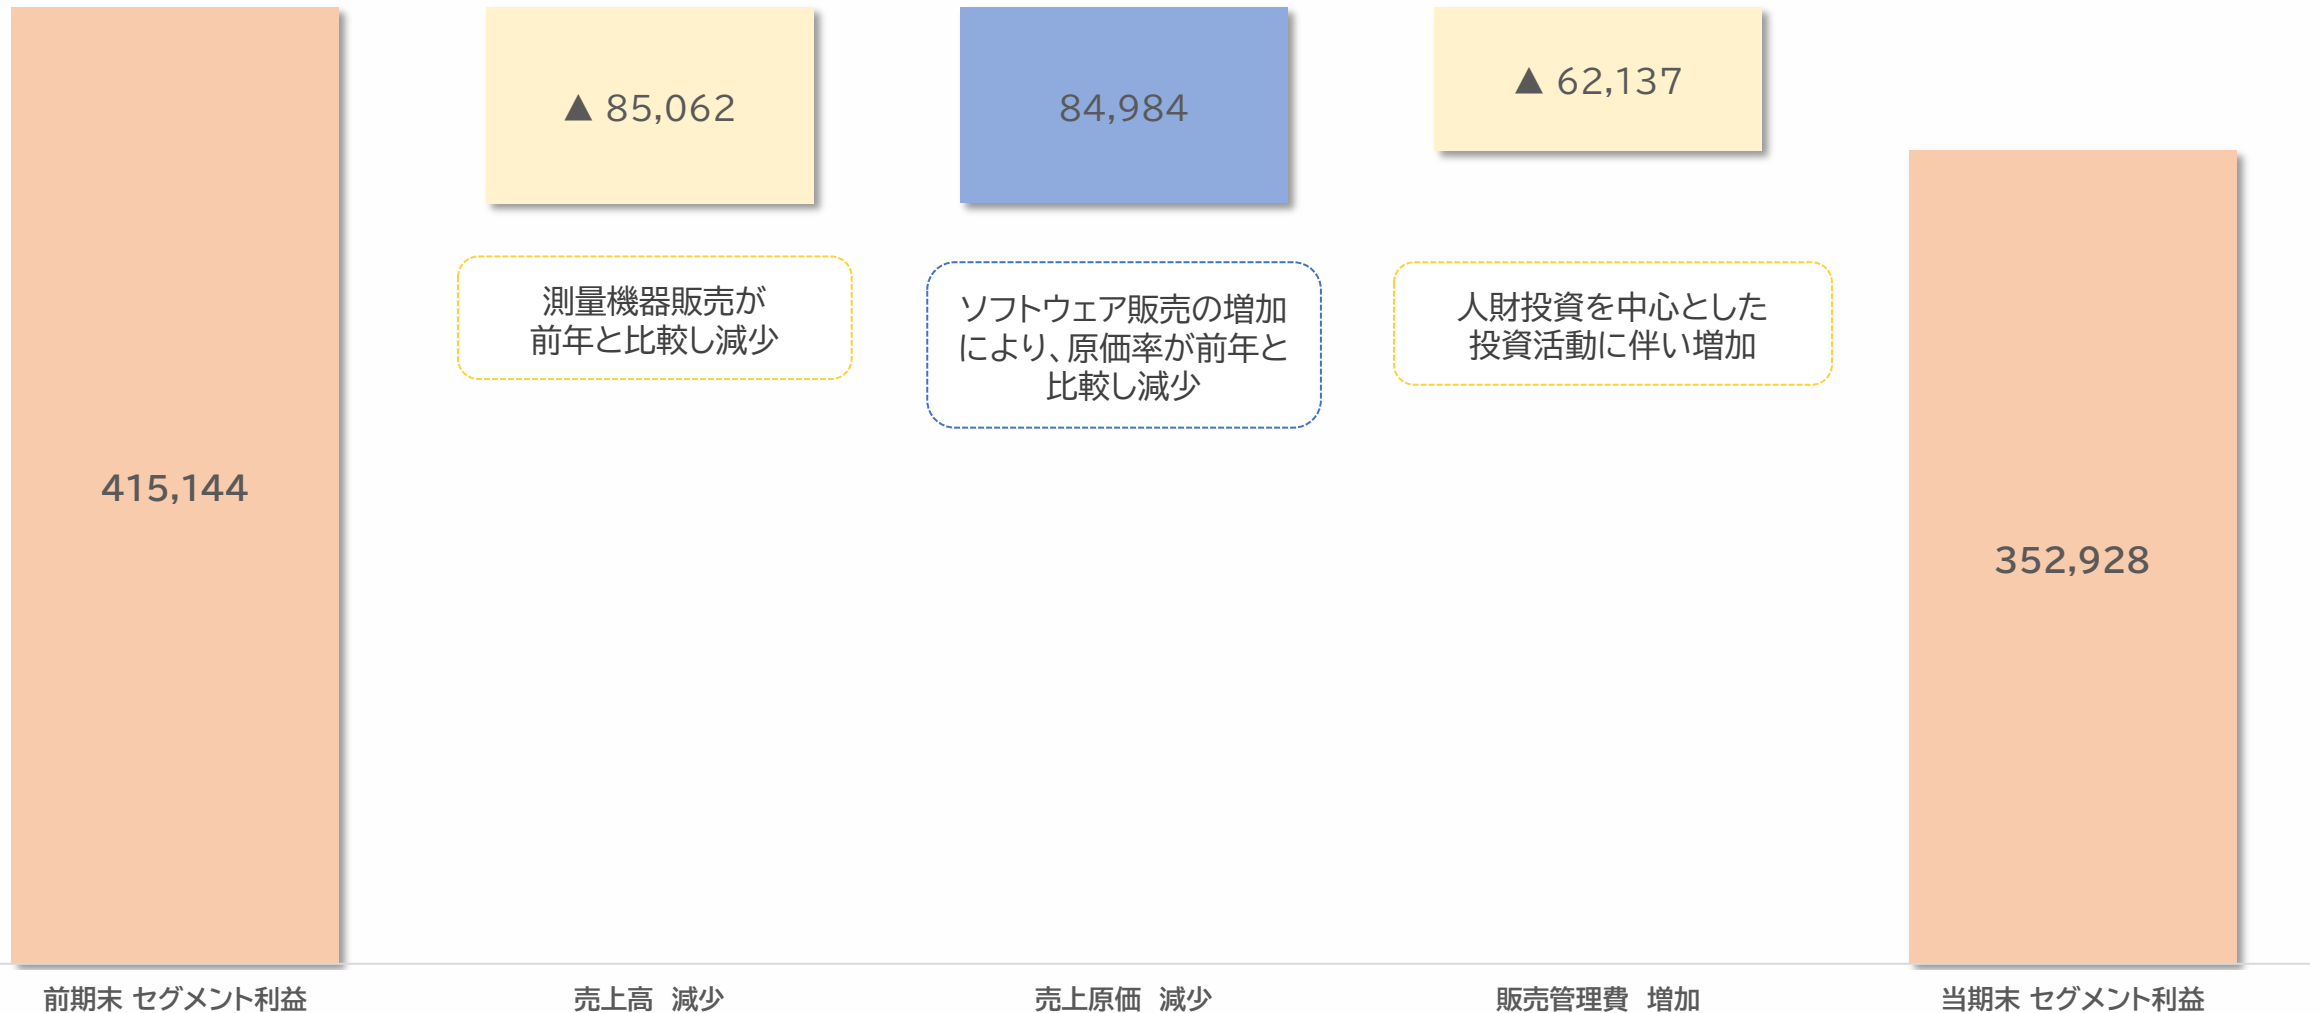 ▲ 85,062
84,984
▲ 62,137
測量機器販売が
前年と比較し減少
ソフトウェア販売の増加
により、原価率が前年と
比較し減少
人財投資を中心とした
投資活動に伴い増加
415,144
352,928
前期末 セグメント利益
売上高 減少
売上原価 減少
販売管理費 増加
当期末 セグメント利益